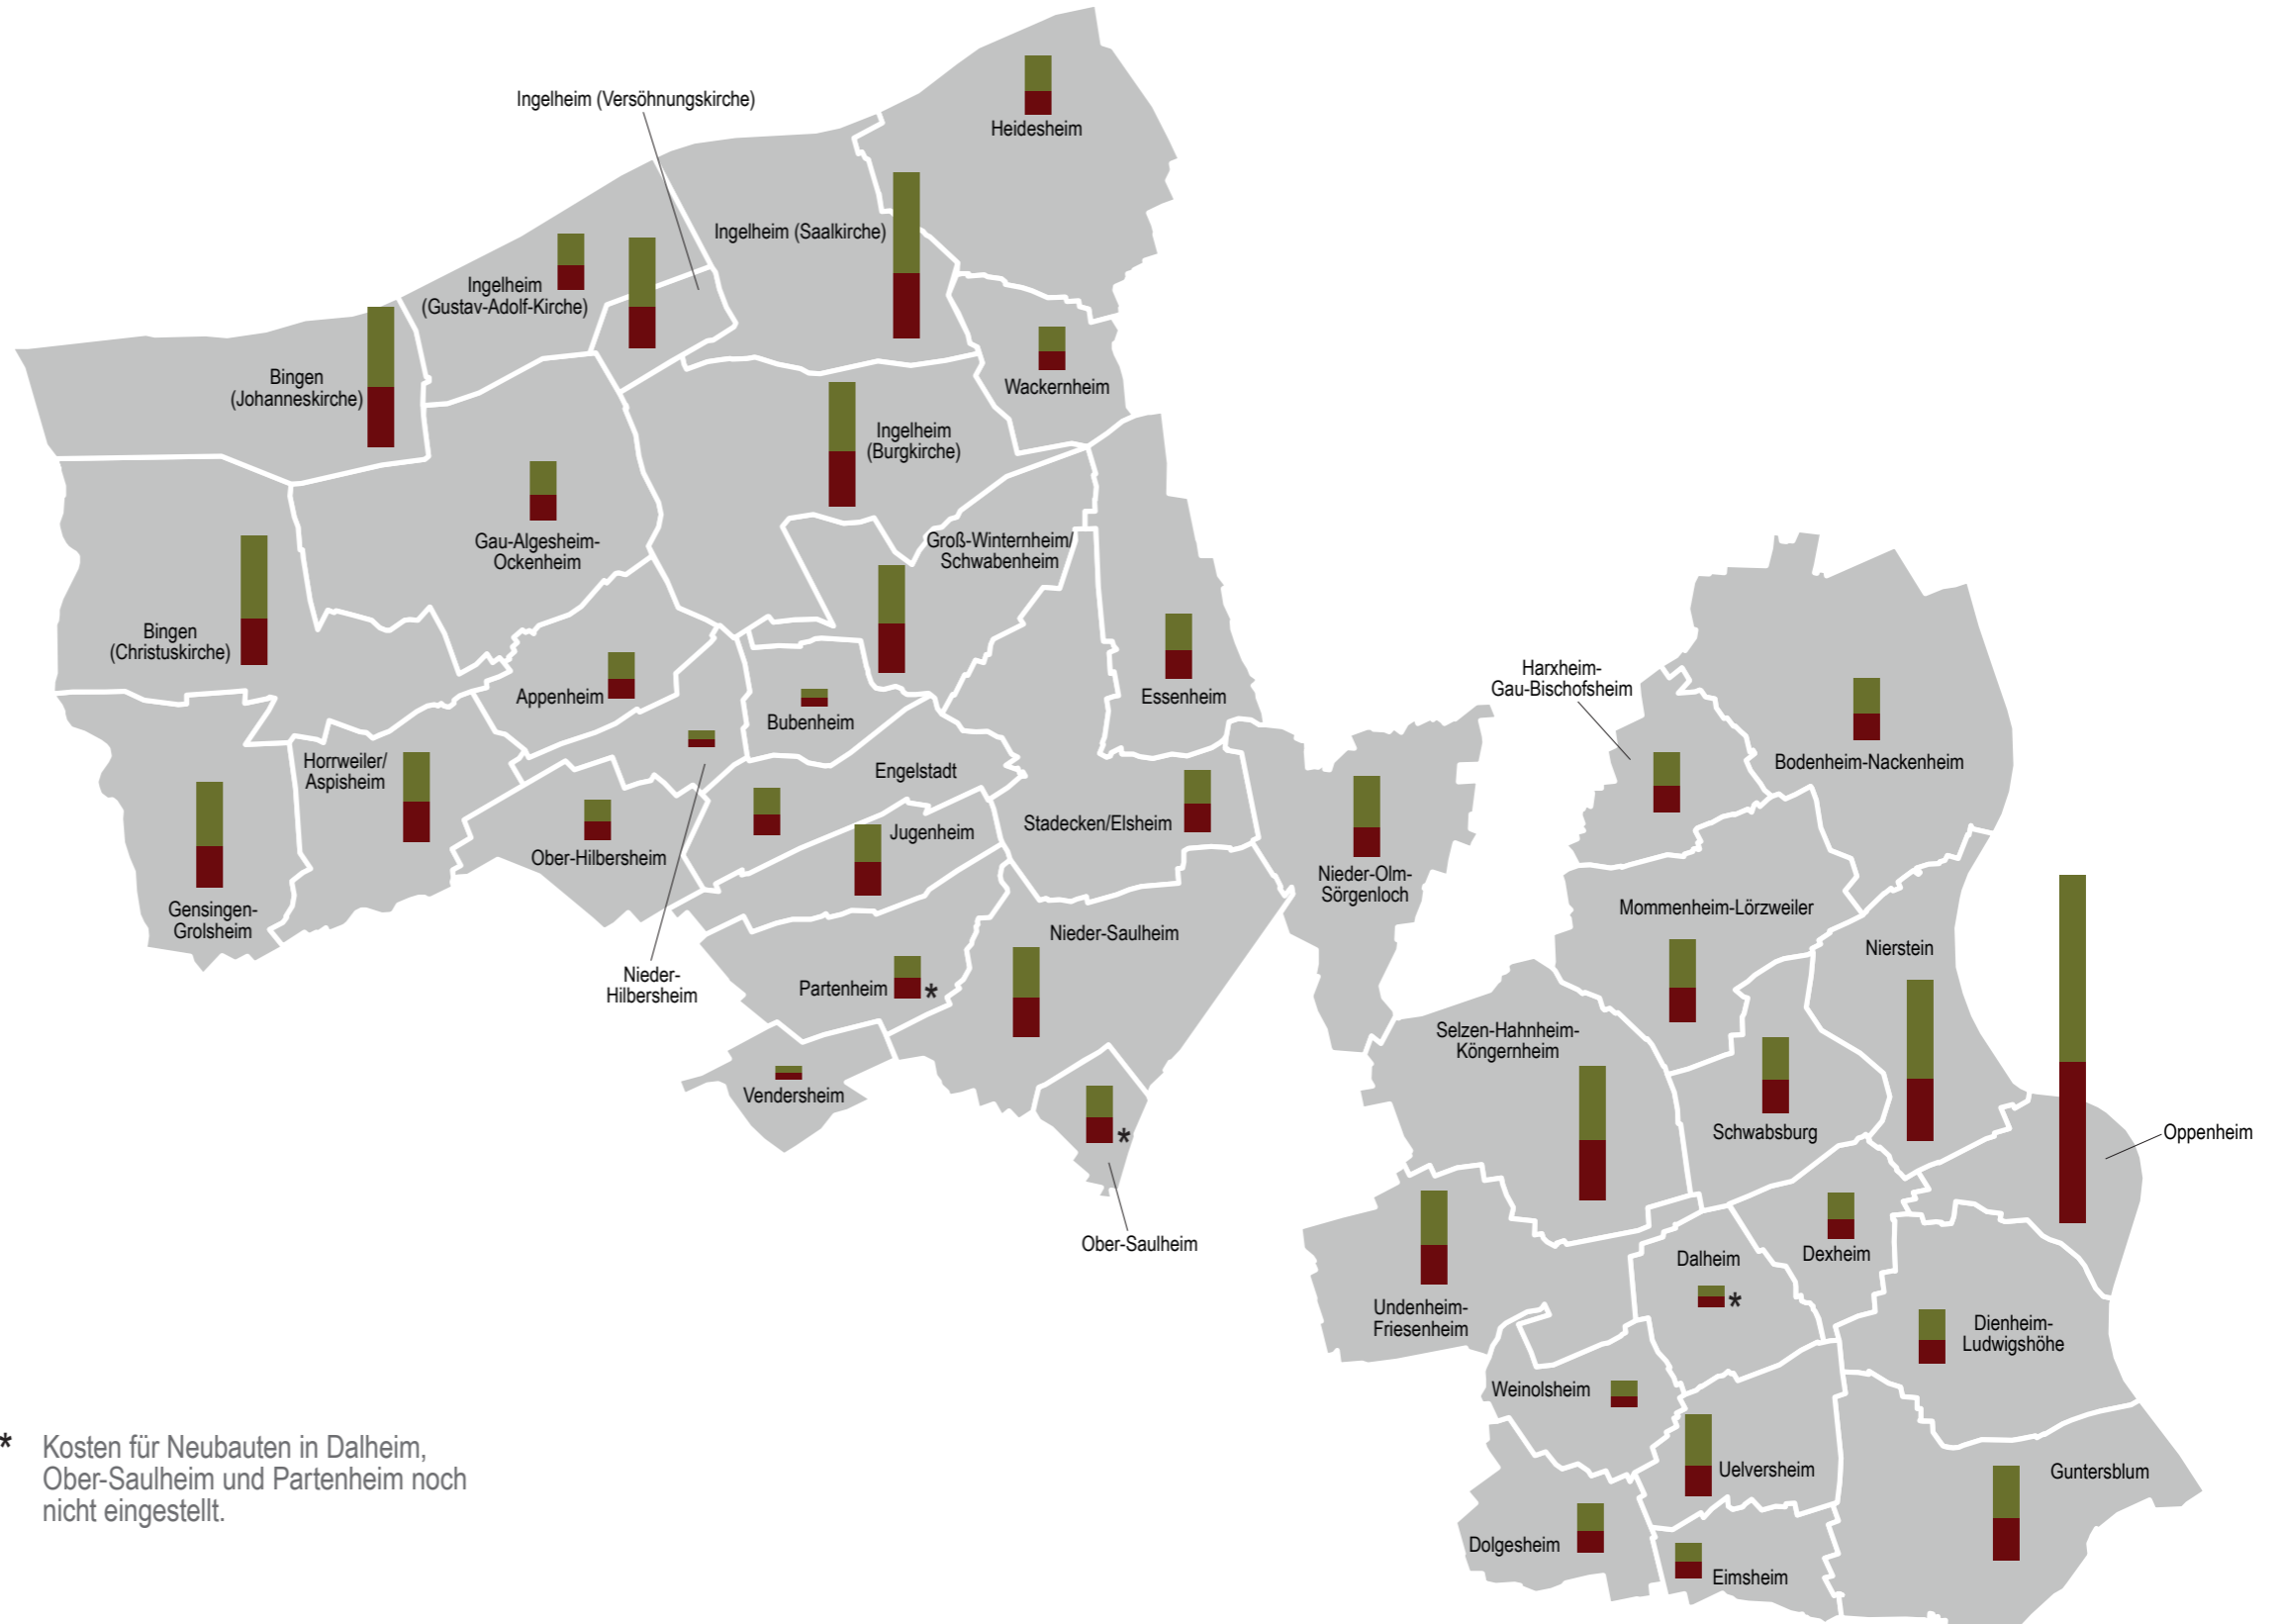 Ingelheim (Versöhnungskirche)
Heidesheim
Ingelheim (Saalkirche)
Ingelheim
(Gustav-Adolf-Kirche)
Bingen
(Johanneskirche)
Wackernheim
Ingelheim
(Burgkirche)
Gau-Algesheim-
Ockenheim
Groß-Winternheim/
Schwabenheim
Bingen
(Christuskirche)
Appenheim
Bubenheim
Essenheim
Harxheim-
Gau-Bischofsheim
Bodenheim-Nackenheim
Horrweiler/
Aspisheim
Engelstadt
Stadecken/Elsheim
Jugenheim
Ober-Hilbersheim
Nieder-Olm-
Sörgenloch
Gensingen-
Grolsheim
Mommenheim-Lörzweiler
Nieder-Saulheim
Nierstein
Nieder-
Hilbersheim
Partenheim *
Selzen-Hahnheim-
Köngernheim
Vendersheim
*
Schwabsburg
Oppenheim
Ober-Saulheim
Dalheim
*
Dexheim
Undenheim-
Friesenheim
Dienheim-
Ludwigshöhe
Weinolsheim
Uelversheim
Guntersblum
Dolgesheim
Eimsheim
* Kosten für Neubauten in Dalheim,
Ober-Saulheim und Partenheim noch
nicht eingestellt.